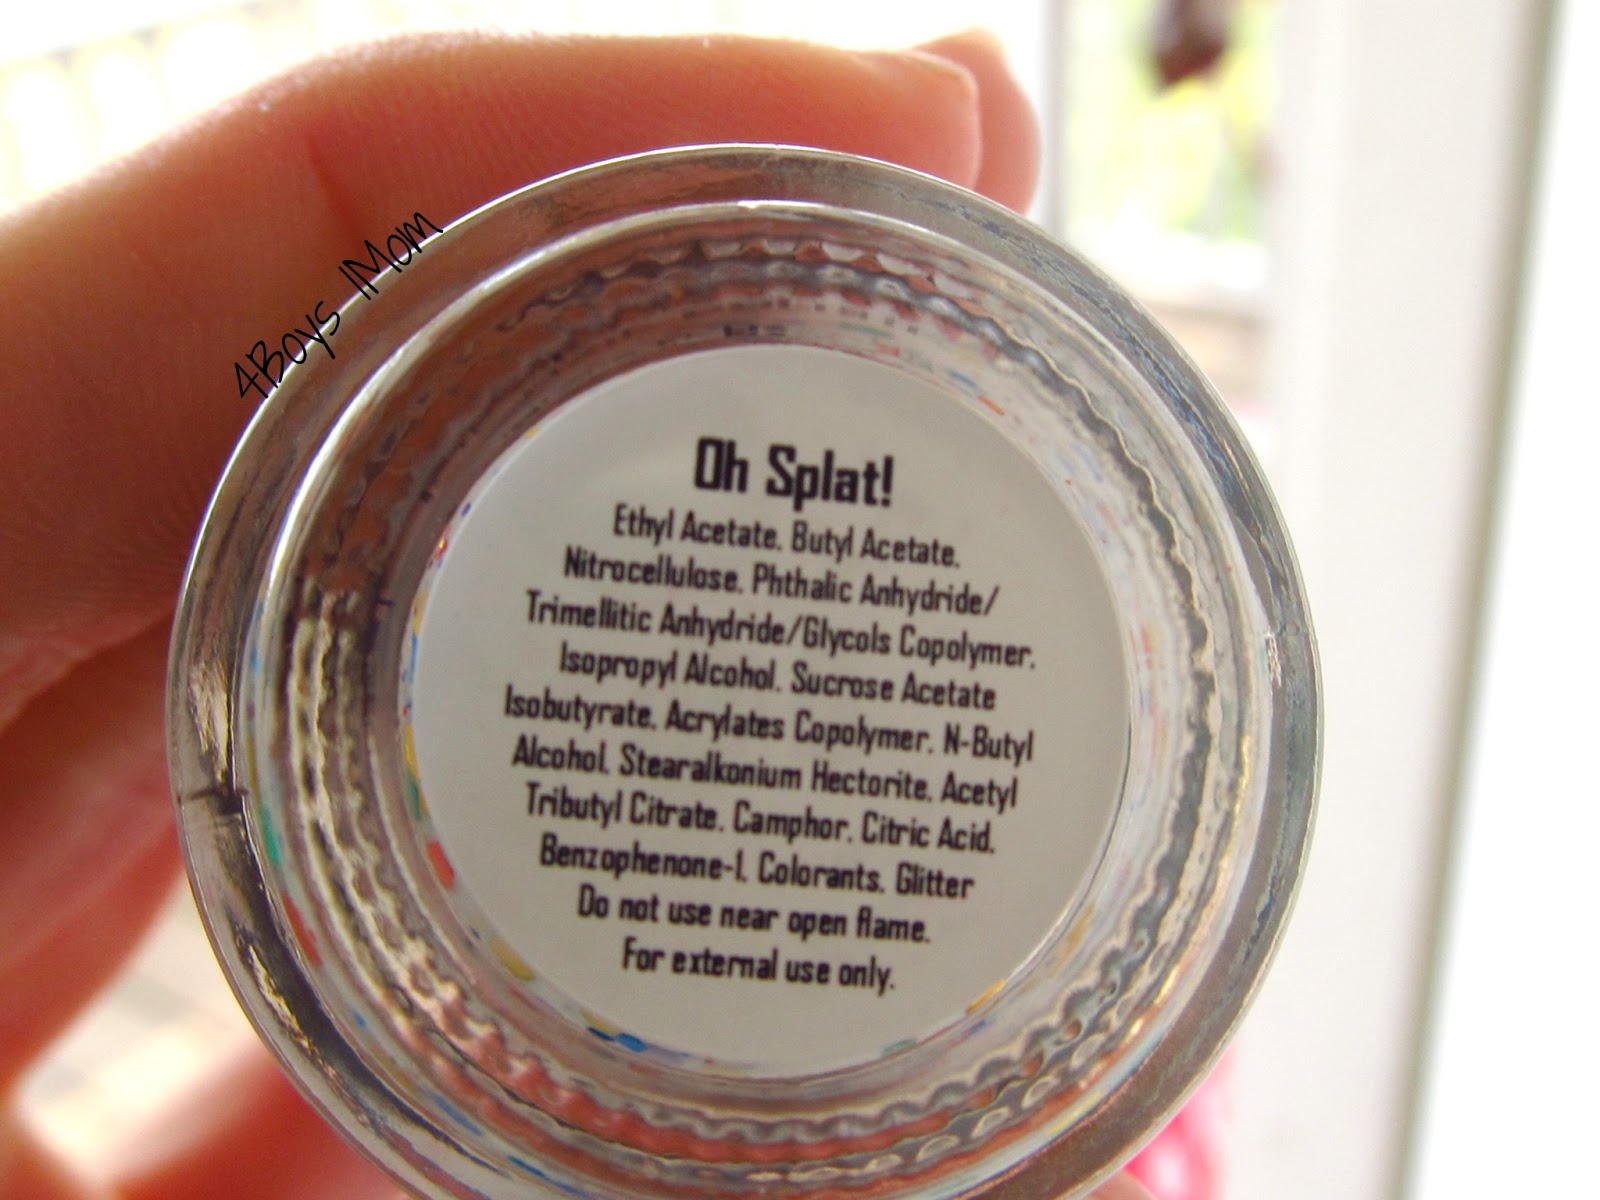 4Boys 1Mom
Oh Splat!
Ethyl Acetate. Butyl Acetate.
Nitrocellulose. Phthalic Anhydride/
Trimellitic Anhydride/Glycols Copolymer.
Isopropyl Alcohol. Sucrose Acetate
Isobutyrate. Acrylates Copolymer. N-Butyl
Alcohol. Stearalkonium Hectorite. Acetyl
Tributyl Citrate. Camphor. Citric Acid.
Benzophenone-1. Colorants. Glitter
Do not use near open flame.
For external use only.